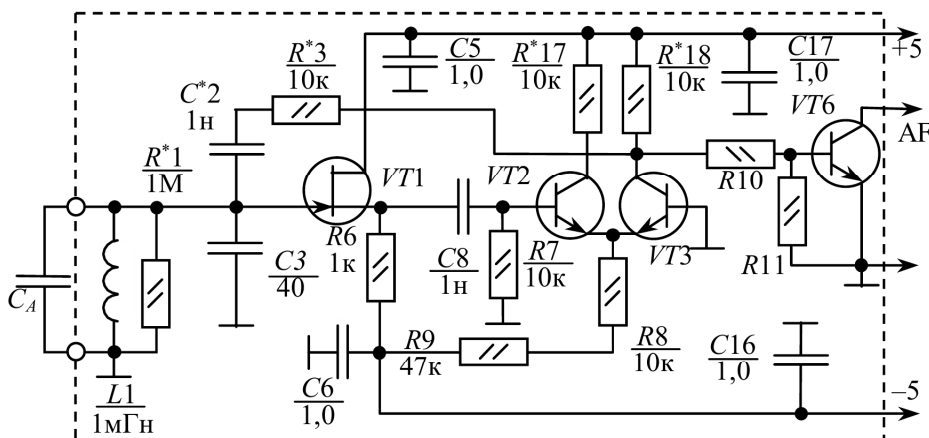 R*3
10к
C5
1,0
R*17
10к
R*18
10к
C17
1,0
+5
C*2
1н
VT6
AF
R*1
1М
VT1
VT2
R10
R6
1к
C3
40
C8
1н
R7
10к
VT3
R11
CA
R9
47к
R8
10к
C16
1,0
L1
1мГн
C6
1,0
–5